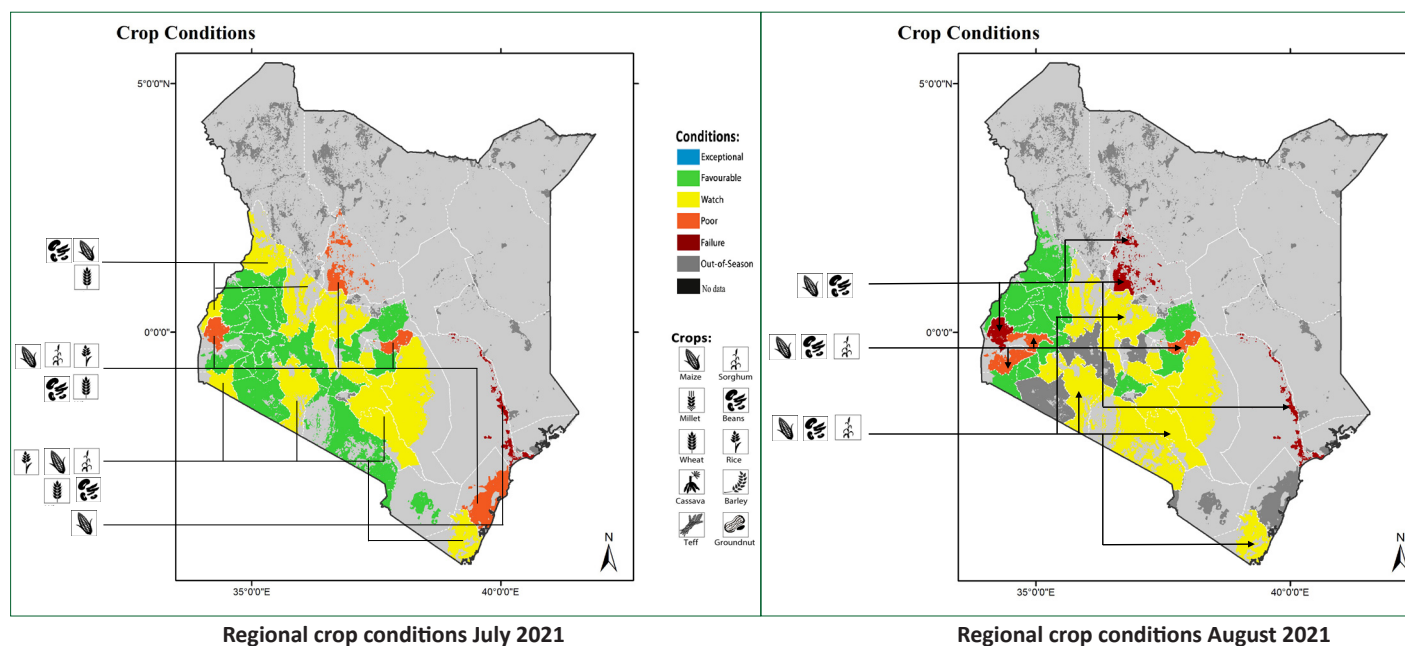 Crop Conditions
5°0'0"N
0°0'0"
35°0'0"E
40°0'0"E
N
Conditions:
Exceptional
Favourable
Watch
Poor
Failure
Out-of-Season
No data
Crops:
Maize
Sorghum
Millet
Beans
Wheat
Rice
Cassava
Barley
Teff
Groundnut
Regional crop conditions July 2021
Crop Conditions
5°0'0"N
0°0'0"
35°0'0"E
40°0'0"E
N
Regional crop conditions August 2021